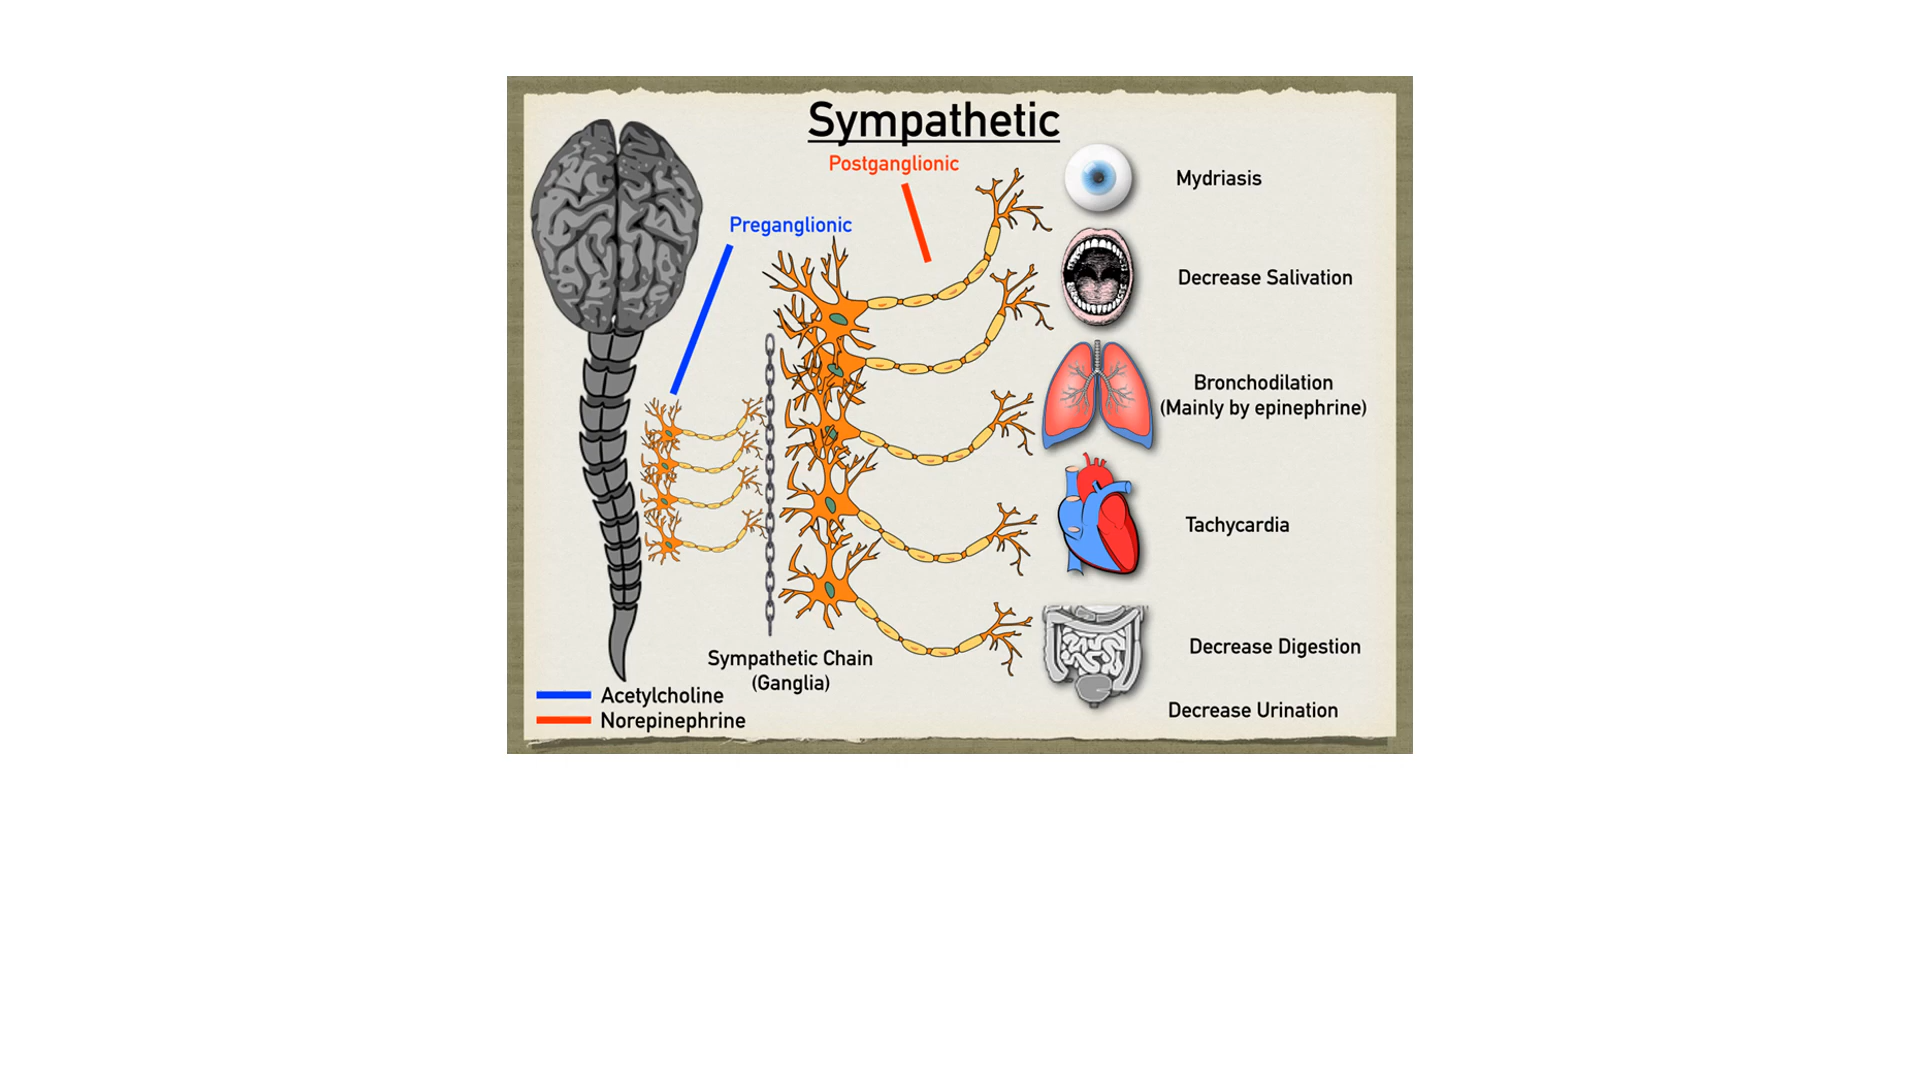 Sympathetic
Postganglionic
Preganglionic
Mydriasis
Decrease Salivation
Bronchodilation
(Mainly by epinephrine)
Tachycardia
Decrease Digestion
Decrease Urination
Sympathetic Chain
(Ganglia)
Acetylcholine
Norepinephrine